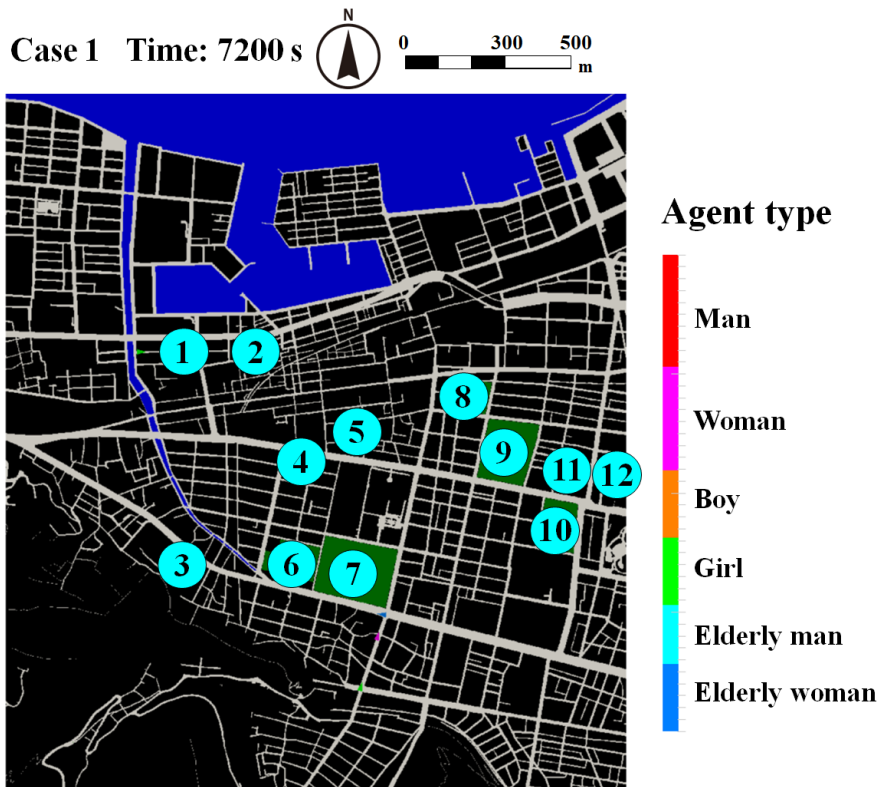 N
Case 1 Time: 7200 s
0 300 500
m
Agent type
Man
Woman
Boy
Girl
Elderly man
Elderly woman
1
2
8
5
9
4
11
12
10
3
6
7